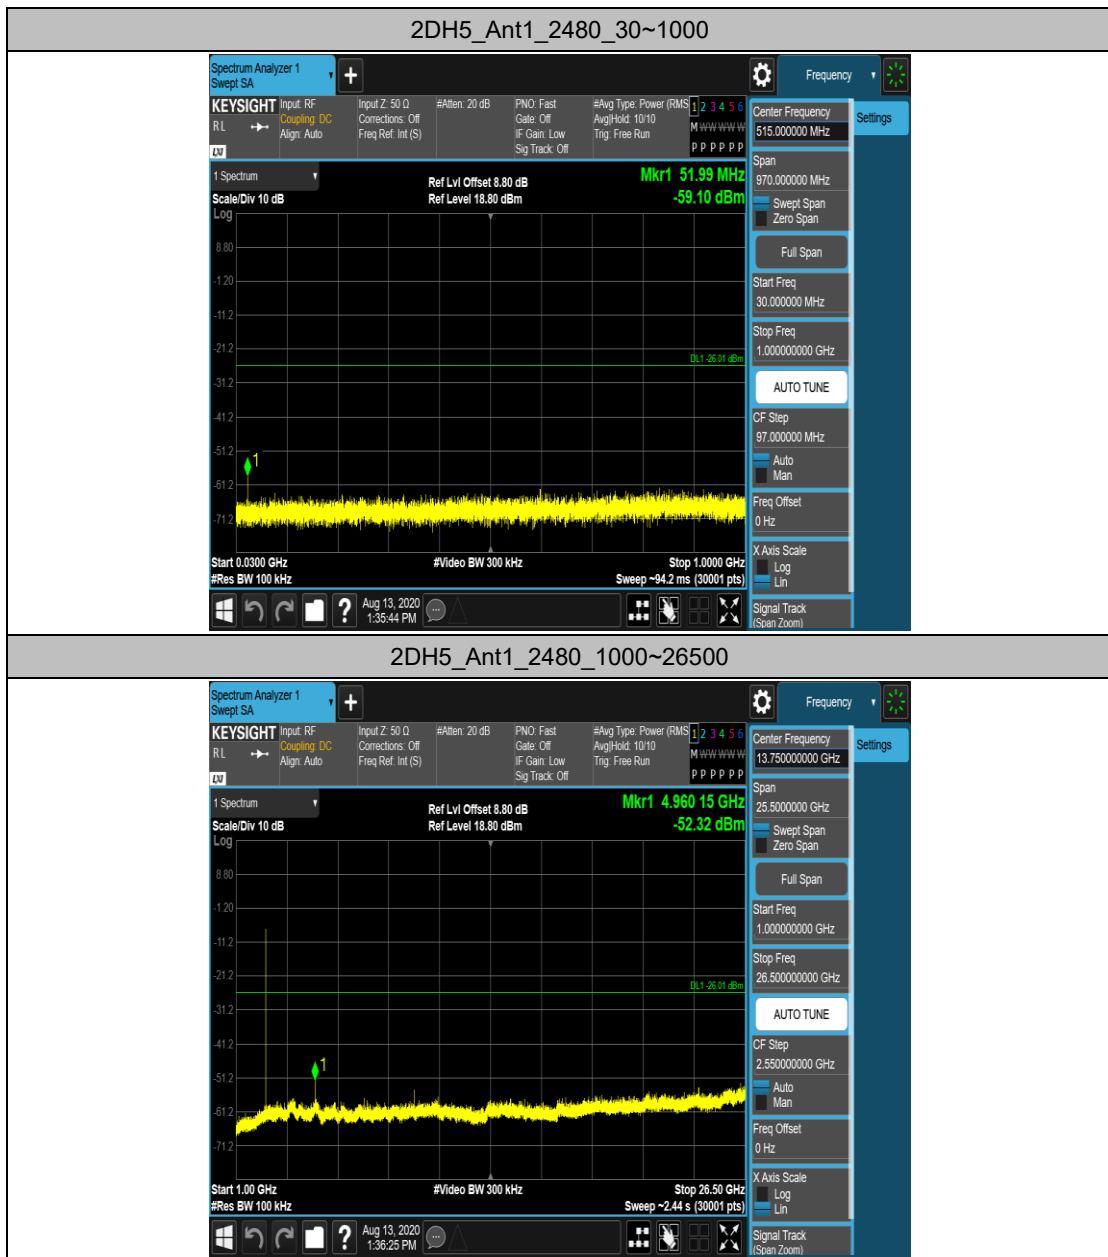 2DH5_Ant1_2480_30~1000
Spectrum Analyzer 1
Swept SA
Frequency
KEYSIGHT
RL
LXI
Input: RF
Coupling: DC
Align: Auto
Input Z: 50 Ω
Corrections: Off
Freq Ref: Int (S)
#Atten: 20 dB
PNO: Fast
Gate: Off
IF Gain: Low
Sig Track: Off
#Avg Type: Power (RMS
Avg|Hold: 10/10
Trig: Free Run
1 2 3 4 5 6
M W W W W W
P P P P P P
Center Frequency
515.000000 MHz
Settings
Span
970.000000 MHz
Swept Span
Zero Span
Full Span
Start Freq
30.000000 MHz
Stop Freq
1.000000000 GHz
AUTO TUNE
CF Step
97.000000 MHz
Auto
Man
Freq Offset
0 Hz
X Axis Scale
Log
Lin
Signal Track
(Span Zoom)
1 Spectrum
Scale/Div 10 dB
Log
Ref Lvl Offset 8.80 dB
Ref Level 18.80 dBm
Mkr1 51.99 MHz
-59.10 dBm
8.80
-1.20
-11.2
-21.2
DL1 -26.01 dBm
-31.2
-41.2
-51.2
1
-61.2
-71.2
Start 0.0300 GHz
#Video BW 300 kHz
Stop 1.0000 GHz
#Res BW 100 kHz
Sweep ~94.2 ms (30001 pts)
?
Aug 13, 2020
1:35:44 PM
2DH5_Ant1_2480_1000~26500
Spectrum Analyzer 1
Swept SA
Frequency
KEYSIGHT
RL
LXI
Input: RF
Coupling: DC
Align: Auto
Input Z: 50 Ω
Corrections: Off
Freq Ref: Int (S)
#Atten: 20 dB
PNO: Fast
Gate: Off
IF Gain: Low
Sig Track: Off
#Avg Type: Power (RMS
Avg|Hold: 10/10
Trig: Free Run
1 2 3 4 5 6
M W W W W W
P P P P P P
Center Frequency
13.750000000 GHz
Settings
Span
25.5000000 GHz
Swept Span
Zero Span
Full Span
Start Freq
1.000000000 GHz
Stop Freq
26.500000000 GHz
AUTO TUNE
CF Step
2.550000000 GHz
Auto
Man
Freq Offset
0 Hz
X Axis Scale
Log
Lin
Signal Track
(Span Zoom)
1 Spectrum
Scale/Div 10 dB
Log
Ref Lvl Offset 8.80 dB
Ref Level 18.80 dBm
Mkr1 4.960 15 GHz
-52.32 dBm
8.80
-1.20
-11.2
-21.2
DL1 -26.01 dBm
-31.2
-41.2
1
-51.2
-61.2
-71.2
Start 1.00 GHz
#Video BW 300 kHz
Stop 26.50 GHz
#Res BW 100 kHz
Sweep ~2.44 s (30001 pts)
?
Aug 13, 2020
1:36:25 PM